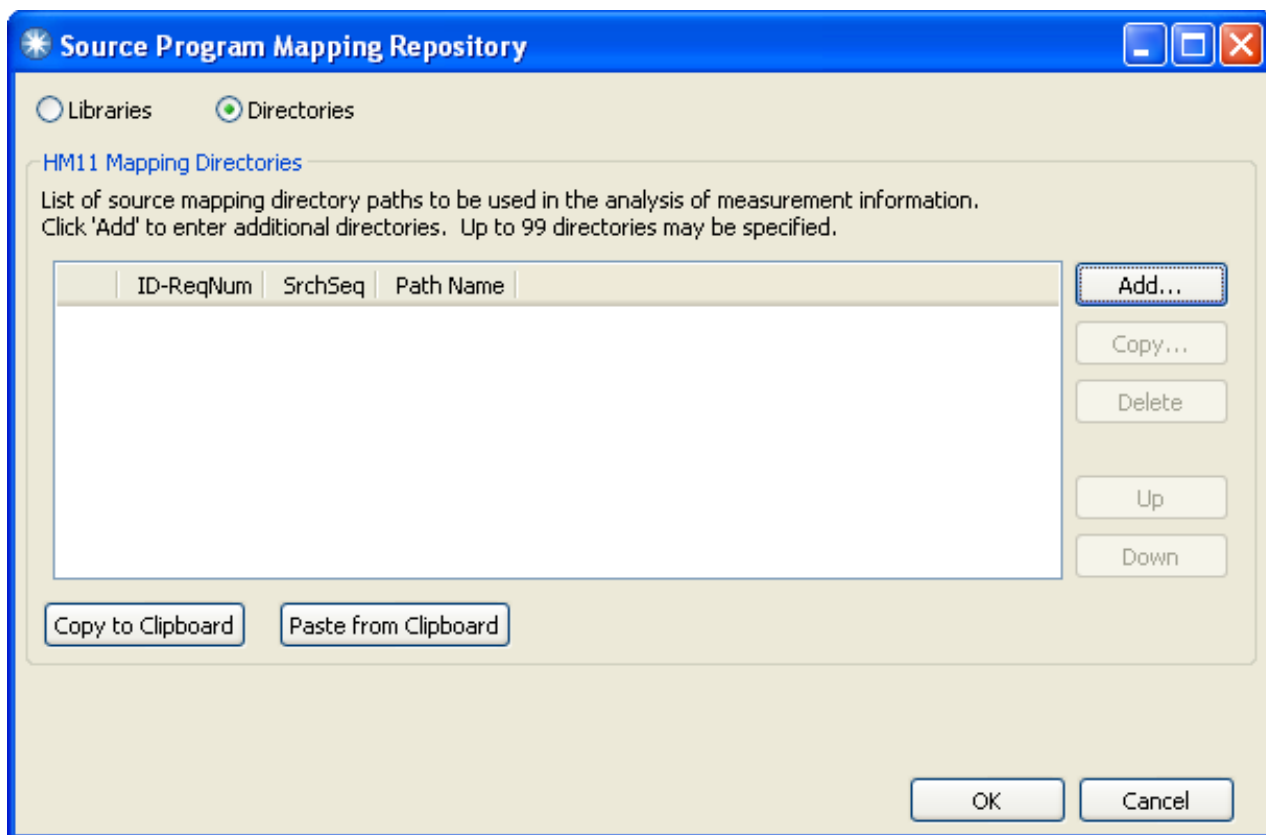 Source Program Mapping Repository
Libraries Directories
HM11 Mapping Directories
List of source mapping directory paths to be used in the analysis of measurement information.
Click 'Add' to enter additional directories.  Up to 99 directories may be specified.
ID-ReqNum SrchSeq Path Name
Add...
Copy...
Delete
Up
Down
Copy to Clipboard Paste from Clipboard
OK Cancel